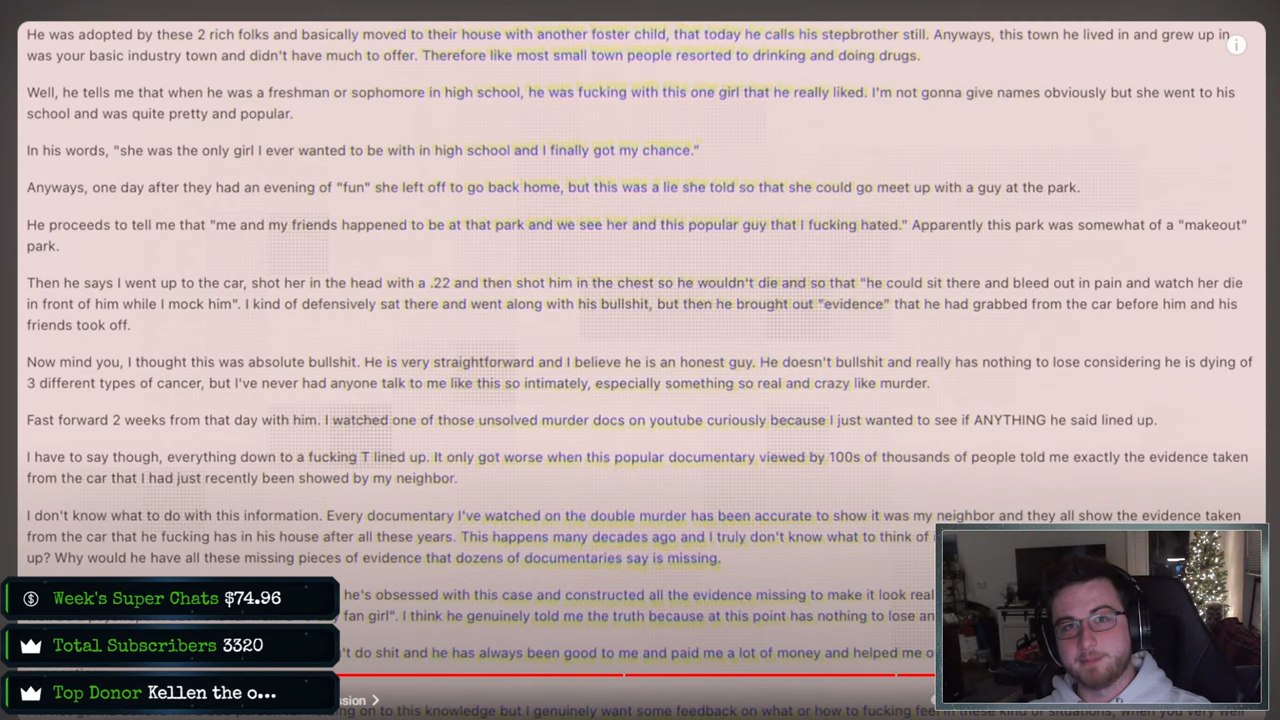 He was adopted by these 2 rich folks and basically moved to their house with another foster child, that today he calls his stepbrother still. Anyways, this town he lived in and grew up in
was your basic industry town and didn't have much to offer. Therefore like most small town people resorted to drinking and doing drugs.
Well, he tells me that when he was a freshman or sophomore in high school, he was fucking with this one girl that he really liked. I'm not gonna give names obviously but she went to his
school and was quite pretty and popular.
In his words, "she was the only girl I ever wanted to be with in high school and I finally got my chance."
Anyways, one day after they had an evening of "fun" she left off to go back home, but this was a lie she told so that she could go meet up with a guy at the park.
He proceeds to tell me that "me and my friends happened to be at that park and we see her and this popular guy that I fucking hated." Apparently this park was somewhat of a "makeout"
park.
Then he says I went up to the car, shot her in the head with a .22 and then shot him in the chest so he wouldn't die and so that "he could sit there and bleed out in pain and watch her die
in front of him while I mock him". I kind of defensively sat there and went along with his bullshit, but then he brought out "evidence" that he had grabbed from the car before him and his
friends took off.
Now mind you, I thought this was absolute bullshit. He is very straightforward and I believe he is an honest guy. He doesn't bullshit and really has nothing to lose considering he is dying of
3 different types of cancer, but I've never had anyone talk to me like this so intimately, especially something so real and crazy like murder.
Fast forward 2 weeks from that day with him. I watched one of those unsolved murder docs on youtube curiously because I just wanted to see if ANYTHING he said lined up.
I have to say though, everything down to a fucking T lined up. It only got worse when this popular documentary viewed by 100s of thousands of people told me exactly the evidence taken
from the car that I had just recently been showed by my neighbor.
I don't know what to do with this information. Every documentary I've watched on the double murder has been accurate to show it was my neighbor and they all show the evidence taken
from the car that he fucking has in his house after all these years. This happens many decades ago and I truly don't know what to think of
up? Why would he have all these missing pieces of evidence that dozens of documentaries say is missing.
he's obsessed with this case and constructed all the evidence missing to make it look real
fan girl". I think he genuinely told me the truth because at this point has nothing to lose an
't do shit and he has always been good to me and paid me a lot of money and helped me o
on to this knowledge but I genuinely want some feedback on what or how to fucking feel
Week's Super Chats $74.96
Total Subscribers 3320
Top Donor Kellen the o...